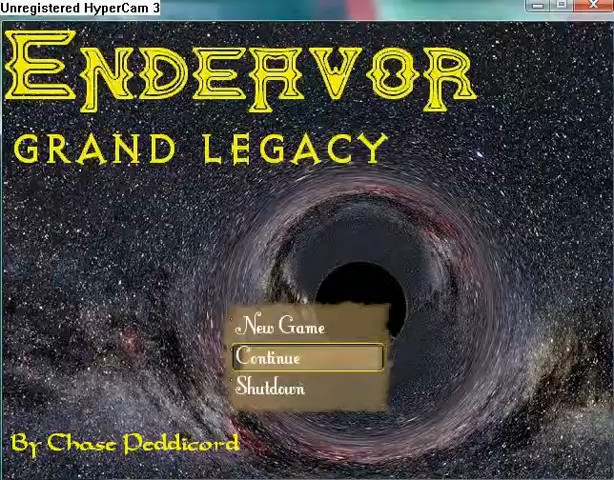 Unregistered HyperCam 3
ENDEAVOR
GRAND LEGACY
New Game
Continue
Shutdown
By Chase Peddicord